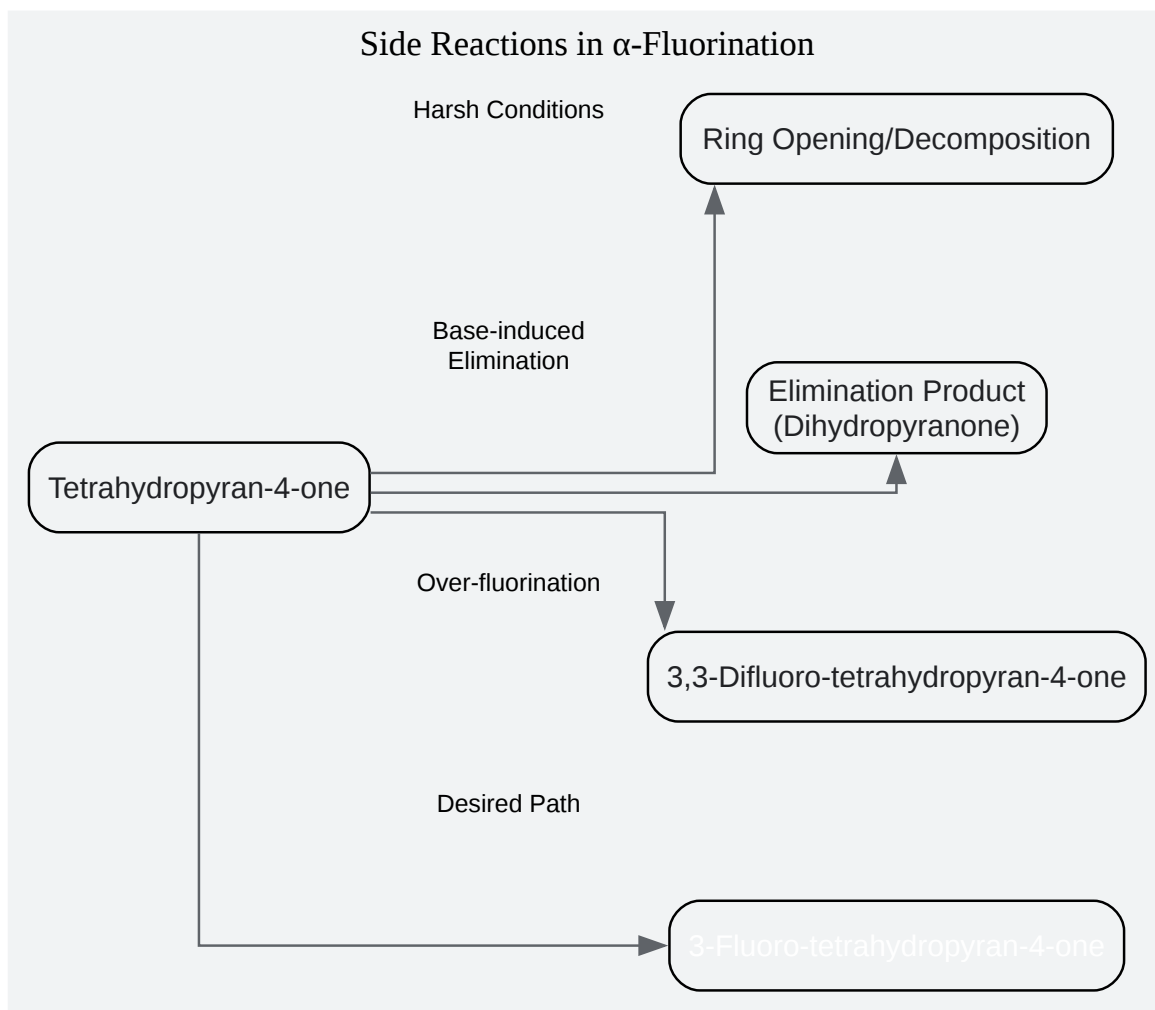 Side Reactions in α-Fluorination
Harsh Conditions
Ring Opening/Decomposition
Base-induced
Elimination
Elimination Product
(Dihydropyranone)
Tetrahydropyran-4-one
Over-fluorination
3,3-Difluoro-tetrahydropyran-4-one
Desired Path
3-Fluoro-tetrahydropyran-4-one